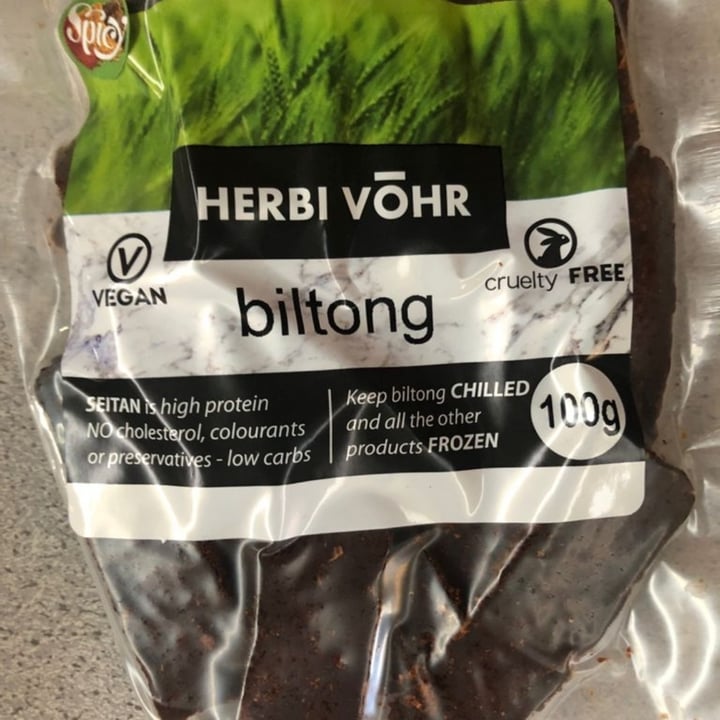 Spicy
HERBI VŌHR
V
VEGAN
cruelty FREE
biltong
SEITAN is high protein
NO cholesterol, colourants
or preservatives - low carbs
Keep biltong CHILLED
and all the other
products FROZEN
100g